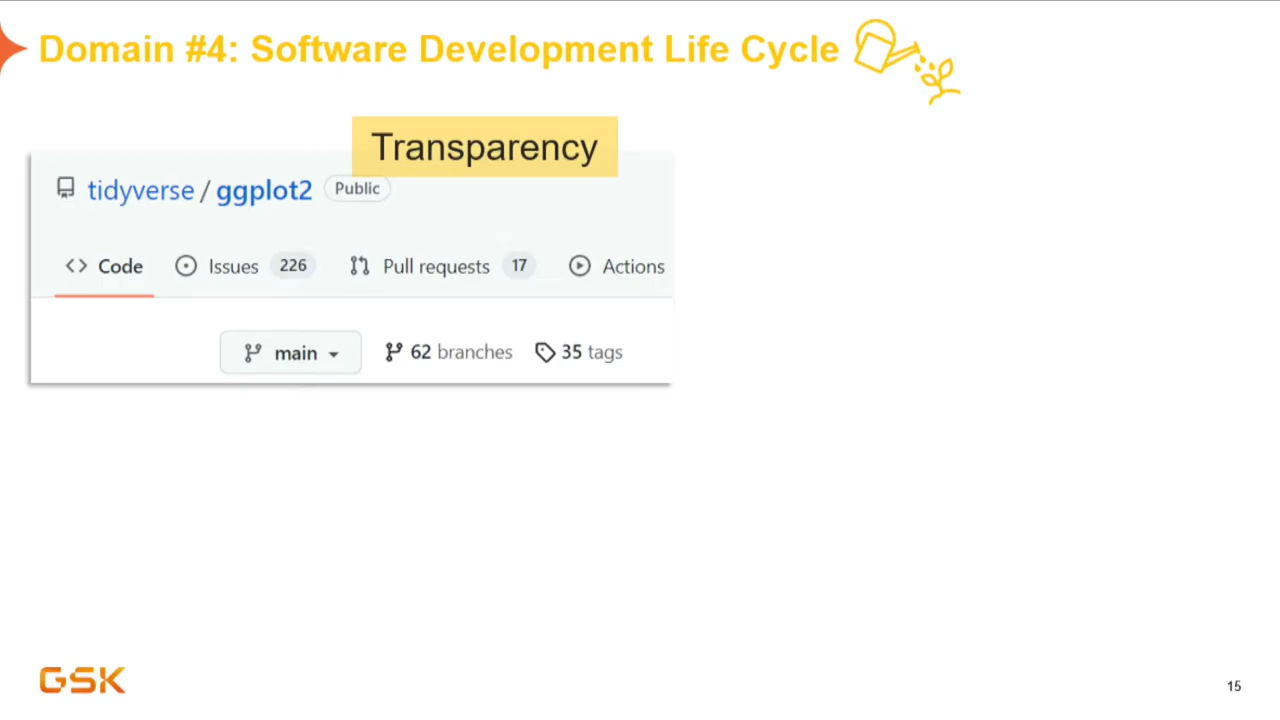 Domain #4: Software Development Life Cycle
Transparency
tidyverse / ggplot2 Public
Code Issues 226 Pull requests 17 Actions
main 62 branches 35 tags
GSK
15